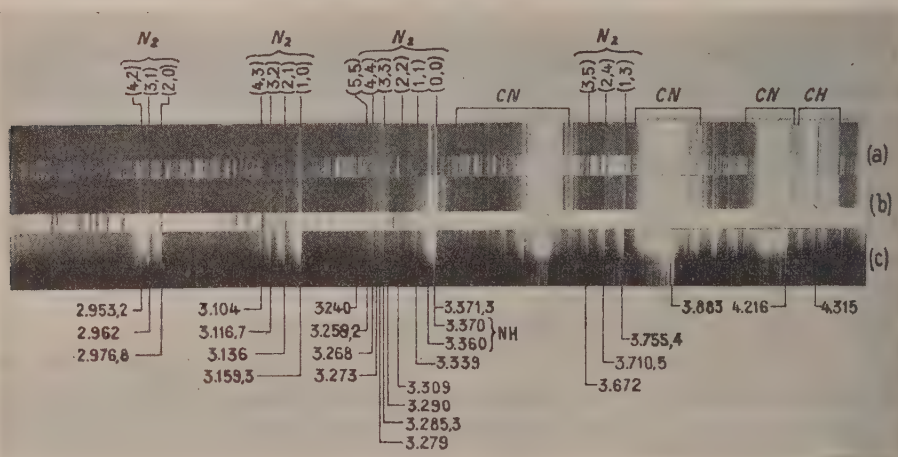 N₂ N₂ N₂ N₂
(4,2) (3,1) (2,0) (4,3) (3,2) (2,1) (1,0) (5,5) (4,4) (3,3) (2,2) (1,1) (0,0) (3,5) (2,4) (1,3)
CN CN CN CH
(a)
(b)
(c)
2.953,2 3.104 3240 3.371,3 3.883 4.216 4.315
2.962 3.116,7 3.259,2 3.370 NH
2.976,8 3.136 3.268 3.360 3.755,4
3.159,3 3.273 3.339 3.710,5
3.309 3.672
3.290
3.285,3
3.279